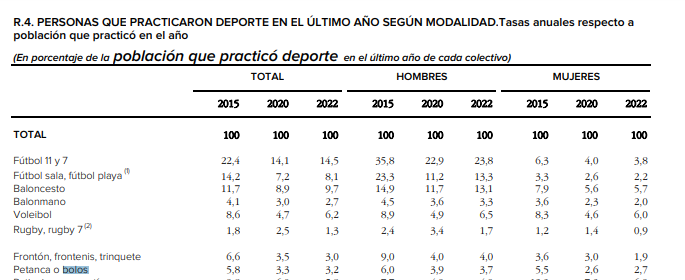 R.4. PERSONAS QUE PRACTICARON DEPORTE EN EL ÚLTIMO AÑO SEGÚN MODALIDAD.Tasas anuales respecto a
población que practicó en el año
(En porcentaje de la población que practicó deporte en el último año de cada colectivo)
TOTAL HOMBRES MUJERES
2015 2020 2022 2015 2020 2022 2015 2020 2022
TOTAL 100 100 100 100 100 100 100 100 100
Fútbol 11 y 7 22,4 14,1 14,5 35,8 22,9 23,8 6,3 4,0 3,8
Fútbol sala, fútbol playa (1) 14,2 7,2 8,1 23,3 11,2 13,3 3,3 2,6 2,2
Baloncesto 11,7 8,9 9,7 14,9 11,7 13,1 7,9 5,6 5,7
Balonmano 4,1 3,0 2,7 4,5 3,6 3,3 3,6 2,3 2,0
Voleibol 8,6 4,7 6,2 8,9 4,9 6,5 8,3 4,6 6,0
Rugby, rugby 7 (2) 1,8 2,5 1,3 2,4 3,4 1,7 1,2 1,4 0,9
Frontón, frontenis, trinquete 6,6 3,5 3,0 9,0 4,0 4,0 3,6 3,0 1,9
Petanca o bolos 5,8 3,3 3,2 6,0 3,9 3,7 5,5 2,6 2,7